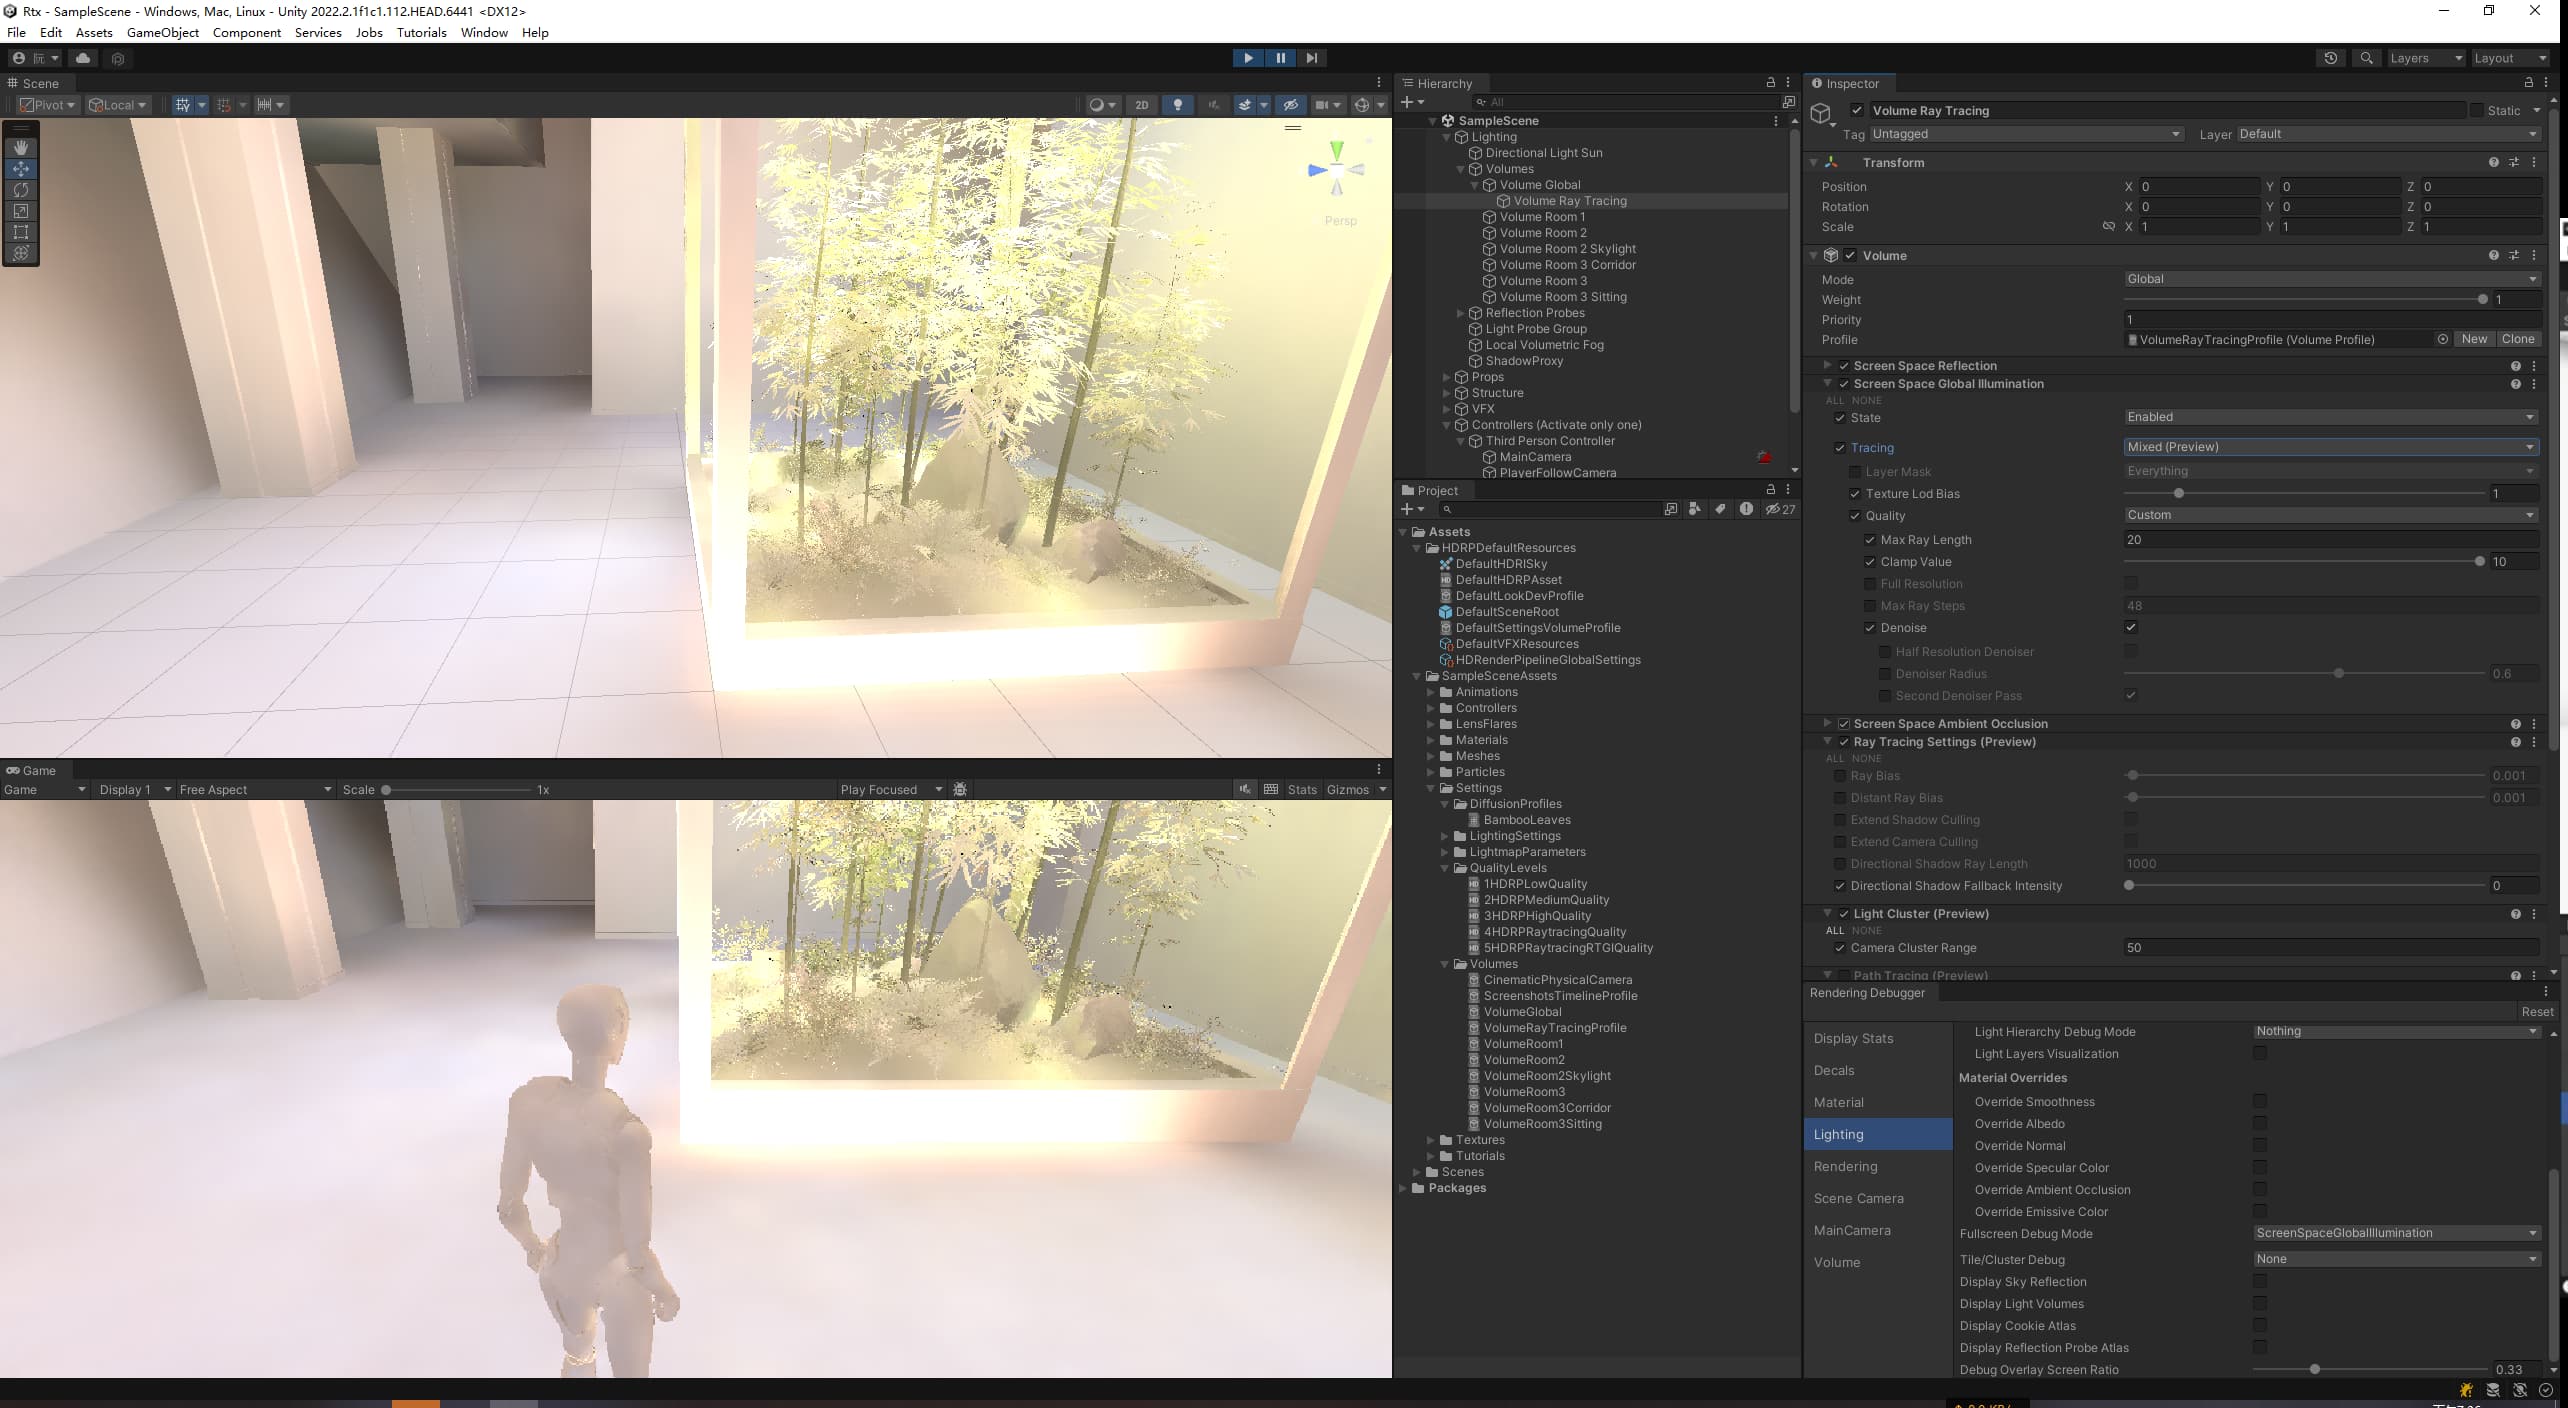 Rtx - SampleScene - Windows, Mac, Linux - Unity 2022.2.1f1c1.112.HEAD.6441 <DX12>
File Edit Assets GameObject Component Services Jobs Tutorials Window Help
Layers Layout
Scene
Pivot Local 2D
Persp
Game
Game Display 1 Free Aspect Scale 1x Play Focused Stats Gizmos
Hierarchy
All
SampleScene
Lighting
Directional Light Sun
Volumes
Volume Global
Volume Ray Tracing
Volume Room 1
Volume Room 2
Volume Room 2 Skylight
Volume Room 3 Corridor
Volume Room 3
Volume Room 3 Sitting
Reflection Probes
Light Probe Group
Local Volumetric Fog
ShadowProxy
Props
Structure
VFX
Controllers (Activate only one)
Third Person Controller
MainCamera
PlayerFollowCamera
Project
27
Assets
HDRPDefaultResources
DefaultHDRISky
DefaultHDRPAsset
DefaultLookDevProfile
DefaultSceneRoot
DefaultSettingsVolumeProfile
DefaultVFXResources
HDRenderPipelineGlobalSettings
SampleSceneAssets
Animations
Controllers
LensFlares
Materials
Meshes
Particles
Settings
DiffusionProfiles
BambooLeaves
LightingSettings
LightmapParameters
QualityLevels
1HDRPLowQuality
2HDRPMediumQuality
3HDRPHighQuality
4HDRPRaytracingQuality
5HDRPRaytracingRTGIQuality
Volumes
CinematicPhysicalCamera
ScreenshotsTimelineProfile
VolumeGlobal
VolumeRayTracingProfile
VolumeRoom1
VolumeRoom2
VolumeRoom2Skylight
VolumeRoom3
VolumeRoom3Corridor
VolumeRoom3Sitting
Textures
Tutorials
Scenes
Packages
Inspector
Volume Ray Tracing Static
Tag Untagged Layer Default
Transform
Position X 0 Y 0 Z 0
Rotation X 0 Y 0 Z 0
Scale X 1 Y 1 Z 1
Volume
Mode Global
Weight 1
Priority 1
Profile VolumeRayTracingProfile (Volume Profile) New Clone
Screen Space Reflection
Screen Space Global Illumination
ALL NONE
State Enabled
Tracing Mixed (Preview)
Layer Mask Everything
Texture Lod Bias 1
Quality Custom
Max Ray Length 20
Clamp Value 10
Full Resolution
Max Ray Steps 48
Denoise
Half Resolution Denoiser
Denoiser Radius 0.6
Second Denoiser Pass
Screen Space Ambient Occlusion
Ray Tracing Settings (Preview)
ALL NONE
Ray Bias 0.001
Distant Ray Bias 0.001
Extend Shadow Culling
Extend Camera Culling
Directional Shadow Ray Length 1000
Directional Shadow Fallback Intensity 0
Light Cluster (Preview)
ALL NONE
Camera Cluster Range 50
Path Tracing (Preview)
Rendering Debugger
Reset
Display Stats
Decals
Material
Lighting
Rendering
Scene Camera
MainCamera
Volume
Light Hierarchy Debug Mode Nothing
Light Layers Visualization
Material Overrides
Override Smoothness
Override Albedo
Override Normal
Override Specular Color
Override Ambient Occlusion
Override Emissive Color
Fullscreen Debug Mode ScreenSpaceGlobalIllumination
Tile/Cluster Debug None
Display Sky Reflection
Display Light Volumes
Display Cookie Atlas
Display Reflection Probe Atlas
Debug Overlay Screen Ratio 0.33